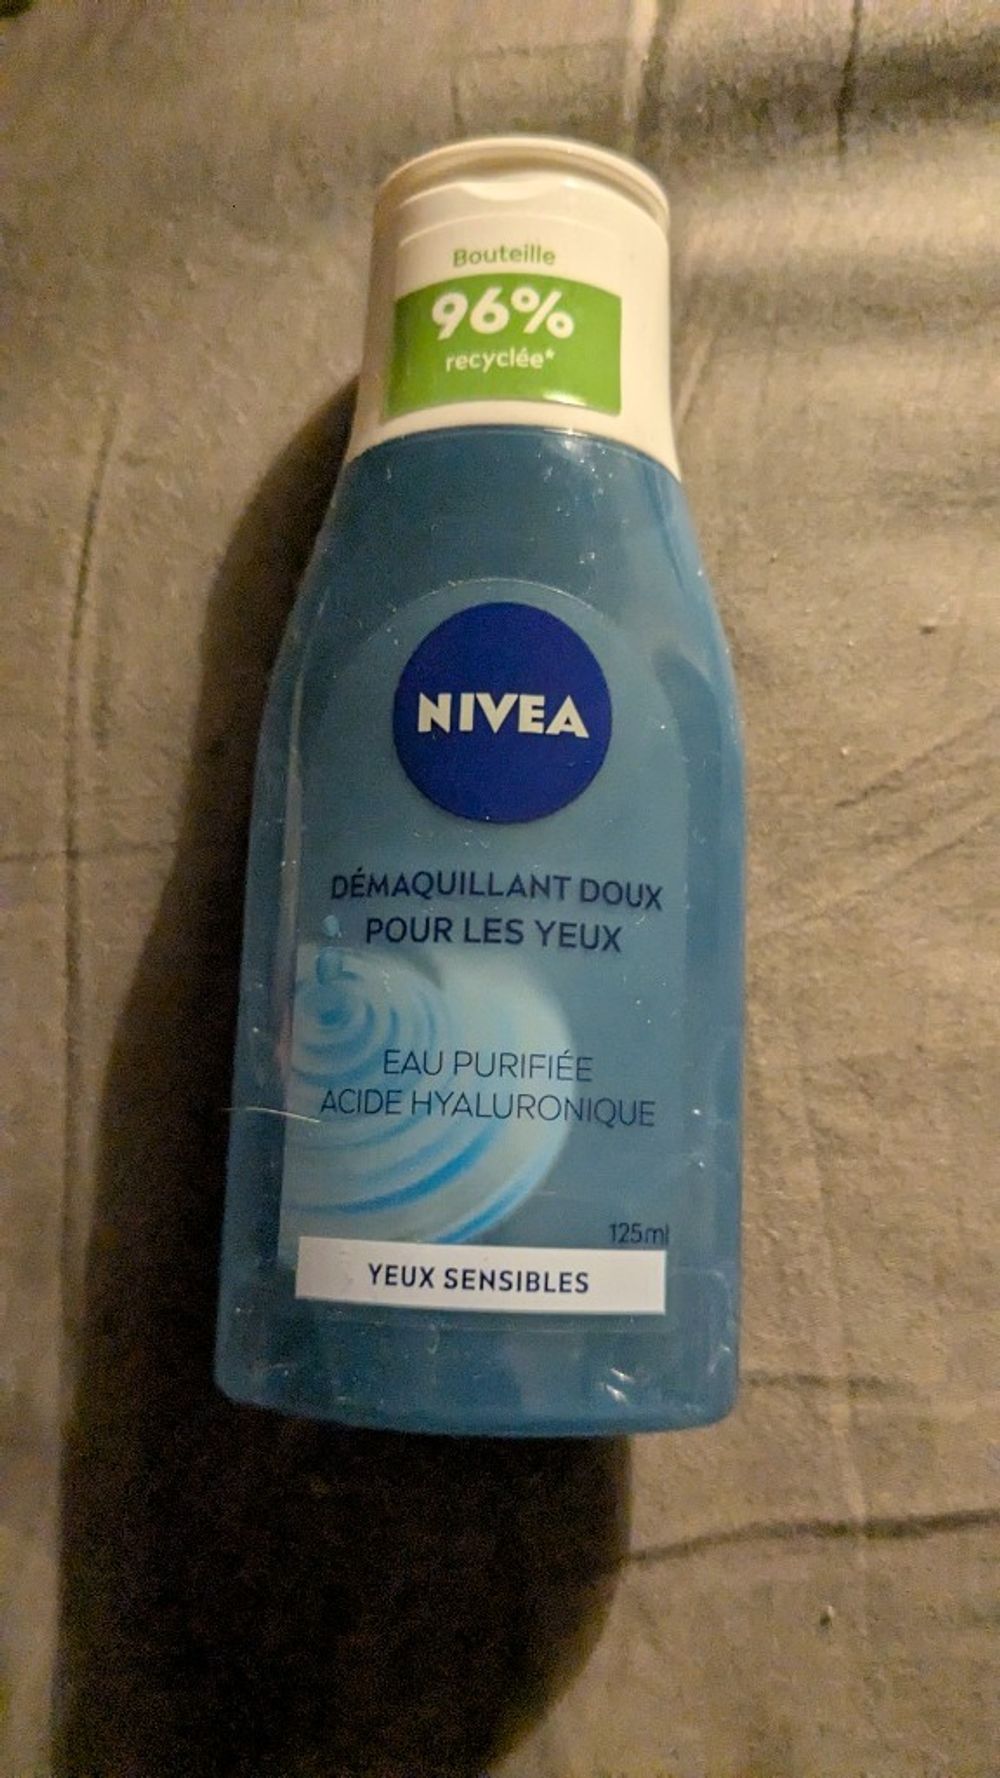 Bouteille
96%
recyclée*
NIVEA
DÉMAQUILLANT DOUX
POUR LES YEUX
EAU PURIFIÉE
ACIDE HYALURONIQUE
125ml
YEUX SENSIBLES